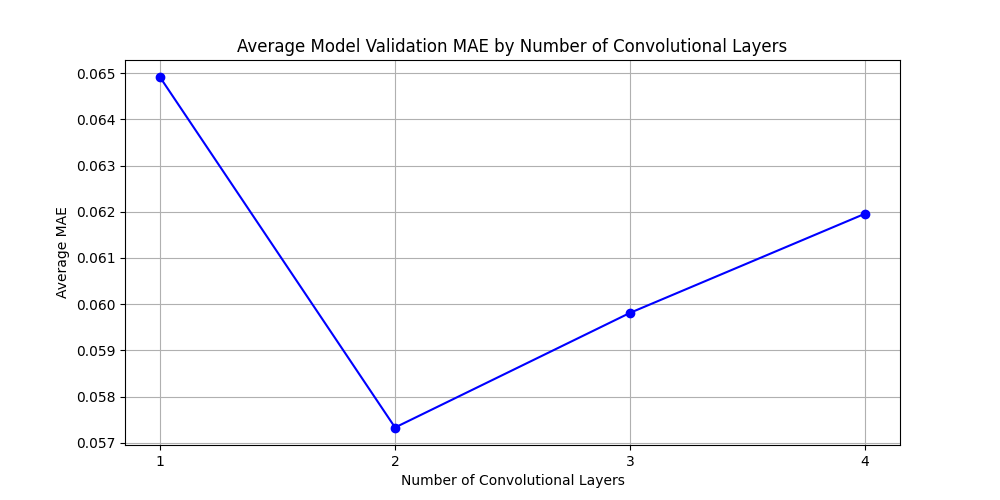 Average Model Validation MAE by Number of Convolutional Layers
0.065
0.064
0.063
0.062
0.061
0.060
0.059
0.058
0.057
Average MAE
1 2 3 4
Number of Convolutional Layers